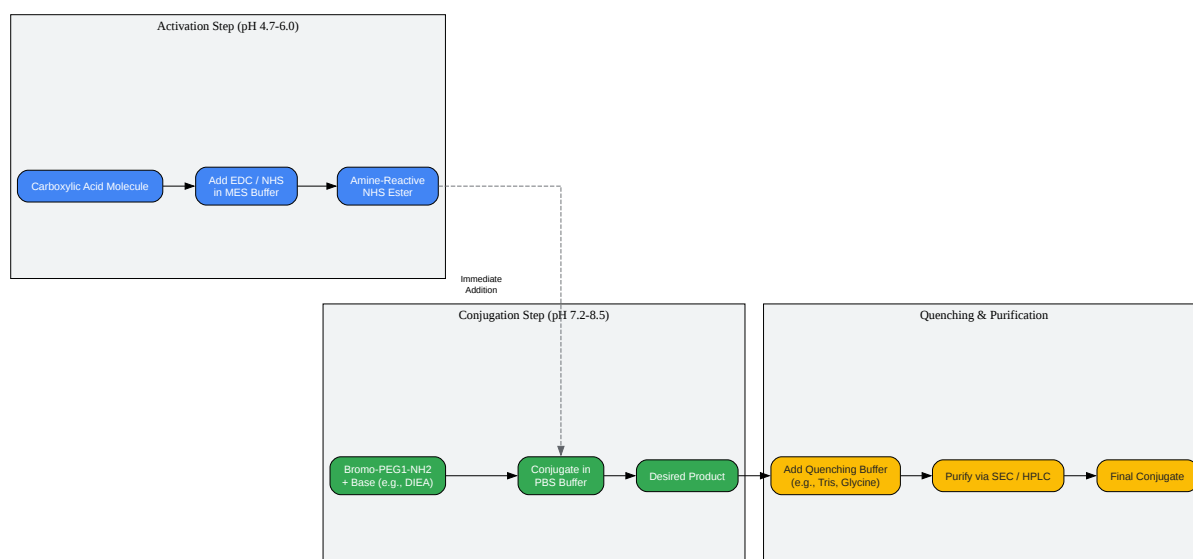 Activation Step (pH 4.7-6.0)
Carboxylic Acid Molecule
Add EDC / NHS
in MES Buffer
Amine-Reactive
NHS Ester
Immediate
Addition
Conjugation Step (pH 7.2-8.5)
Bromo-PEG1-NH2
+ Base (e.g., DIEA)
Conjugate in
PBS Buffer
Desired Product
Quenching & Purification
Add Quenching Buffer
(e.g., Tris, Glycine)
Purify via SEC / HPLC
Final Conjugate